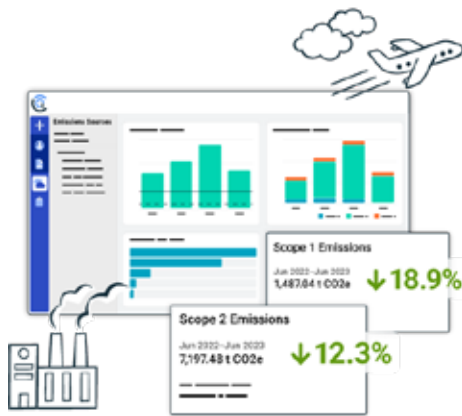 Emissions Sources
Scope 1 Emissions
Jun 2022-Jun 2023
1,487.04 t CO2e
↓18.9%
Scope 2 Emissions
Jun 2022-Jun 2023
7,197.48 t CO2e
↓12.3%